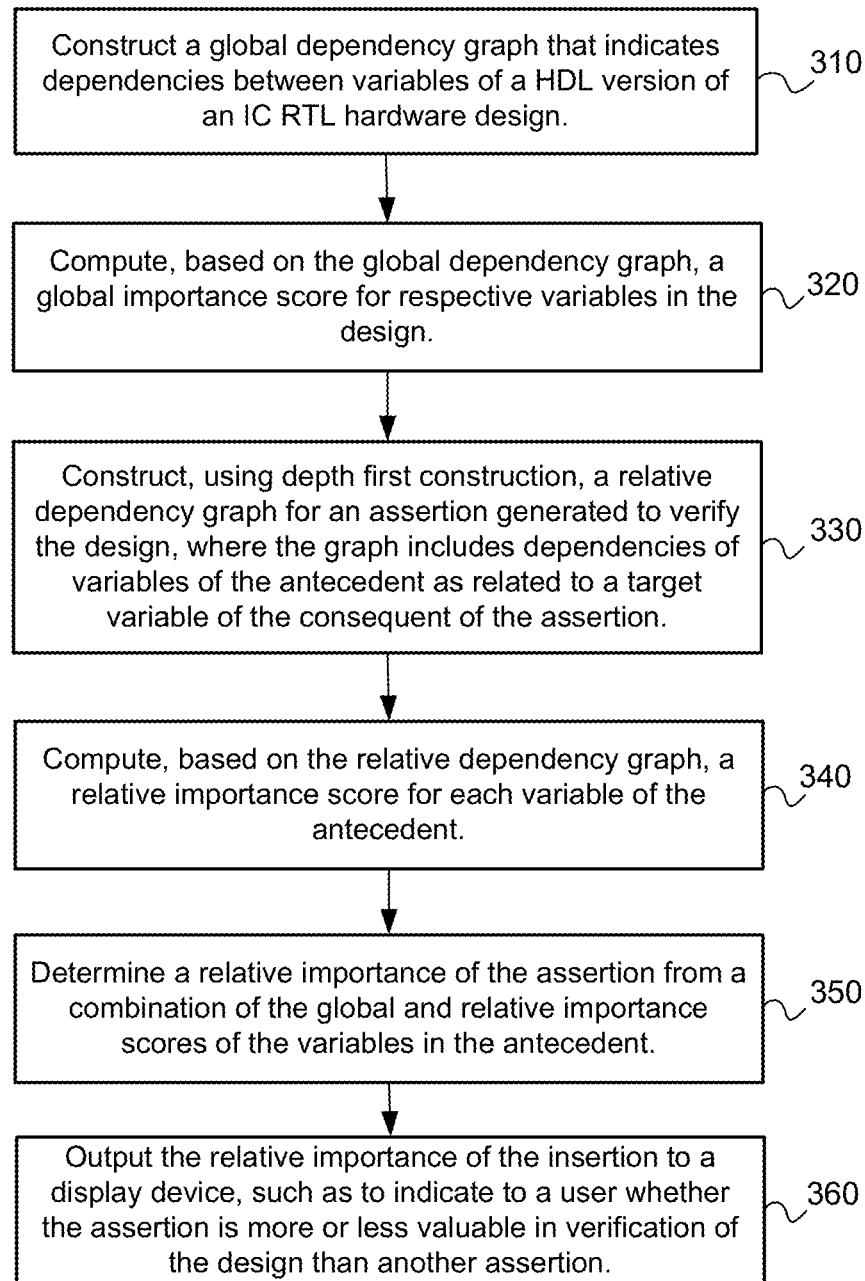 Construct a global dependency graph that indicates
dependencies between variables of a HDL version of
an IC RTL hardware design.
310
Compute, based on the global dependency graph, a
global importance score for respective variables in the
design.
320
Construct, using depth first construction, a relative
dependency graph for an assertion generated to verify
the design, where the graph includes dependencies of
variables of the antecedent as related to a target
variable of the consequent of the assertion.
330
Compute, based on the relative dependency graph, a
relative importance score for each variable of the
antecedent.
340
Determine a relative importance of the assertion from a
combination of the global and relative importance
scores of the variables in the antecedent.
350
Output the relative importance of the insertion to a
display device, such as to indicate to a user whether
the assertion is more or less valuable in verification of
the design than another assertion.
360